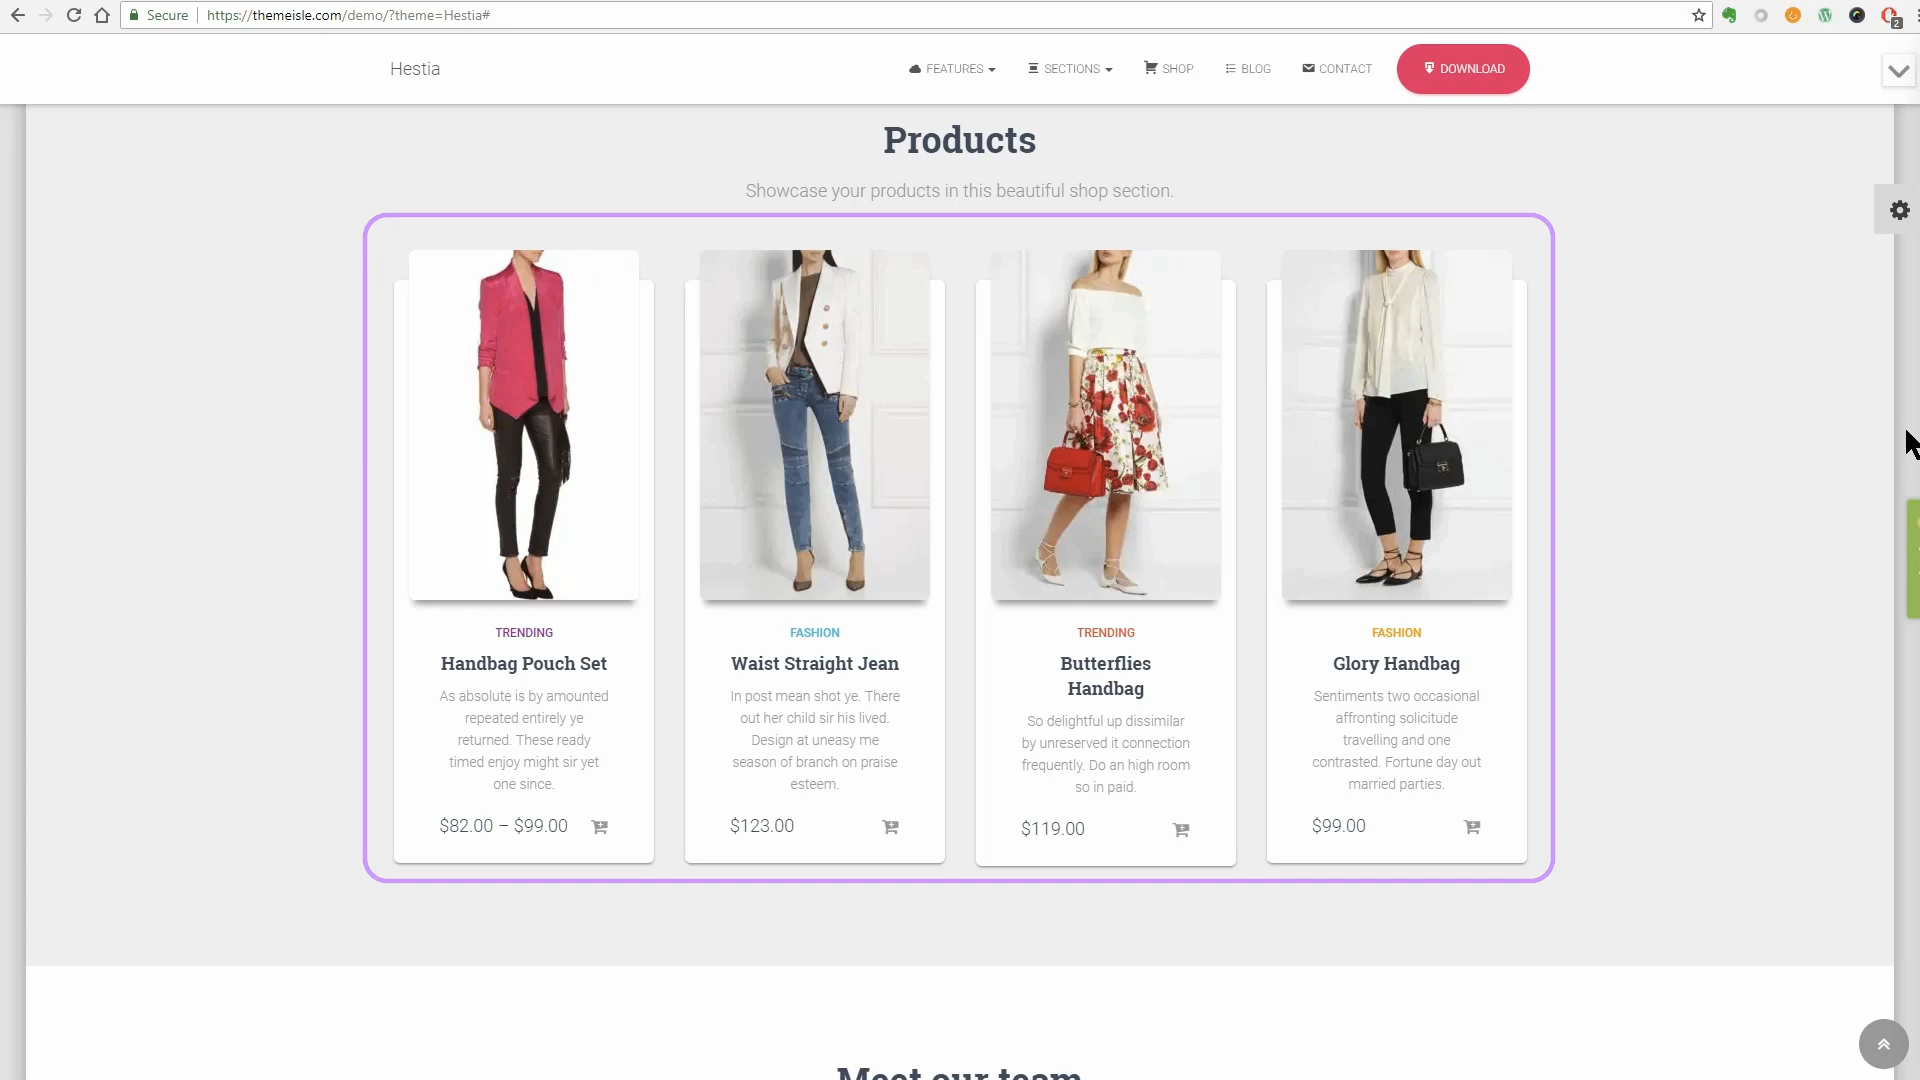 Secure https://themeisle.com/demo/?theme=Hestia#
2
Hestia
FEATURES
SECTIONS
SHOP
BLOG
CONTACT
DOWNLOAD
Products
Showcase your products in this beautiful shop section.
TRENDING
Handbag Pouch Set
As absolute is by amounted
repeated entirely ye
returned. These ready
timed enjoy might sir yet
one since.
$82.00 – $99.00
FASHION
Waist Straight Jean
In post mean shot ye. There
out her child sir his lived.
Design at uneasy me
season of branch on praise
esteem.
$123.00
TRENDING
Butterflies
Handbag
So delightful up dissimilar
by unreserved it connection
frequently. Do an high room
so in paid.
$119.00
FASHION
Glory Handbag
Sentiments two occasional
affronting solicitude
travelling and one
contrasted. Fortune day out
married parties.
$99.00
Meet our team